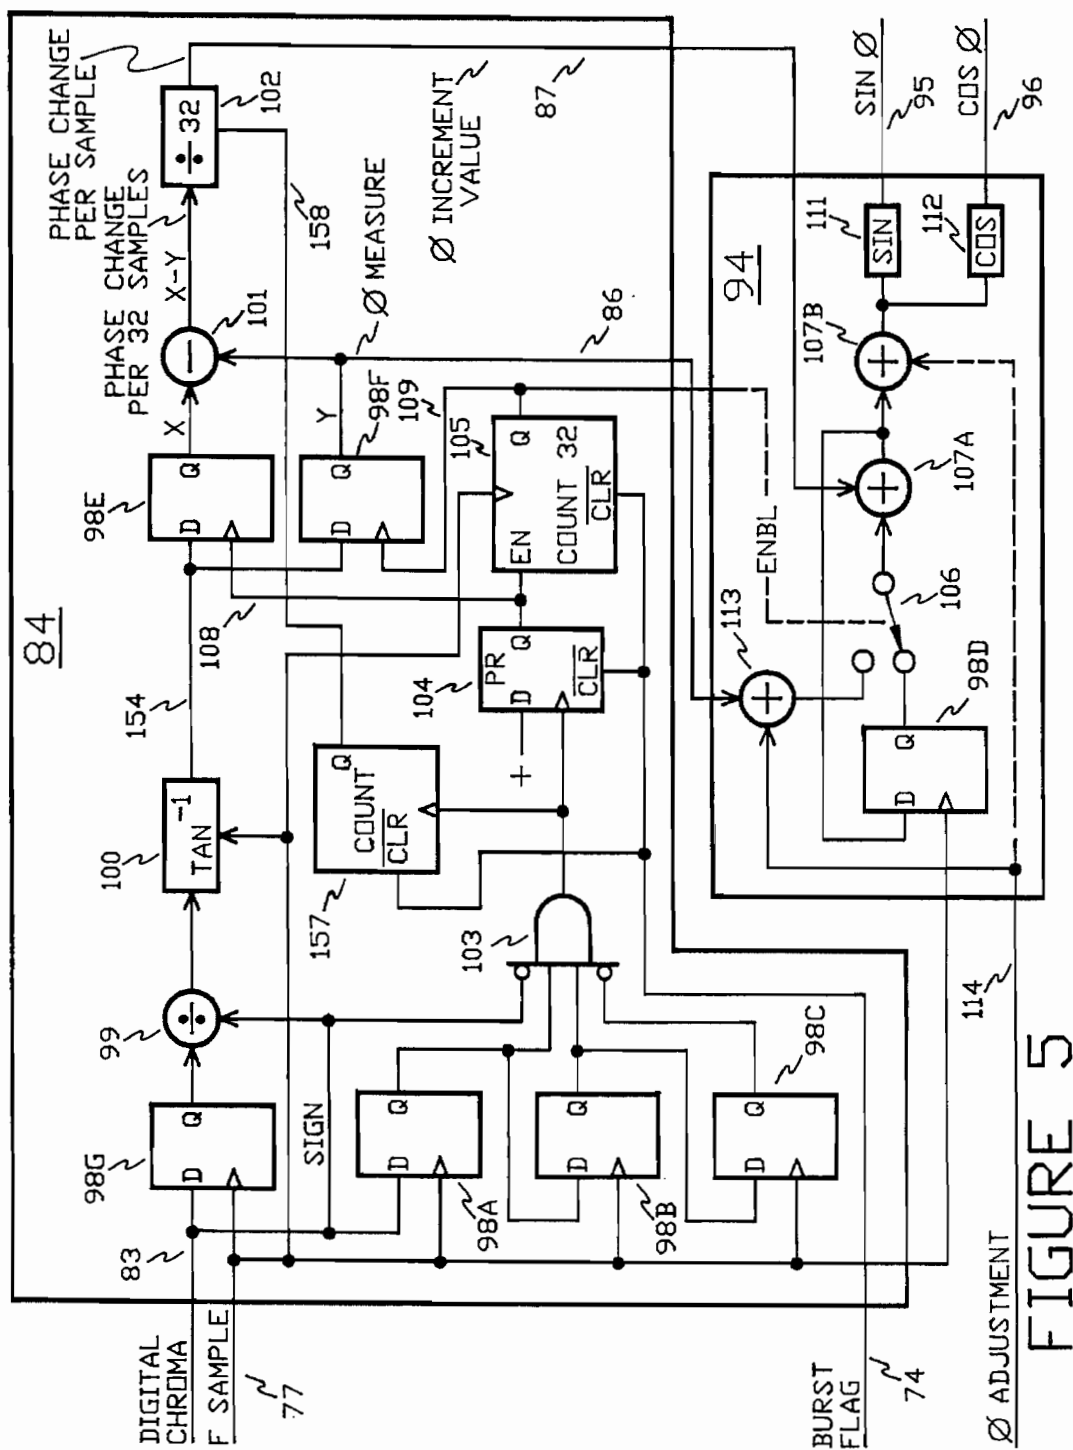 84
PHASE CHANGE
PER SAMPLE
PHASE CHANGE
PER 32 SAMPLES
X-Y
102
÷ 32
158
101
−
X
Ø MEASURE
Ø INCREMENT
VALUE
87
86
98E
D
Q
98F
D
Q
Y
109
105
Q
EN
COUNT 32
CLR
108
154
104
PR
D
Q
CLR
+
100
TAN
-1
157
COUNT
CLR
Q
103
99
÷
98G
D
Q
SIGN
98A
D
Q
98B
D
Q
98C
D
Q
83
DIGITAL
CHROMA
F SAMPLE
77
BURST
FLAG
74
Ø ADJUSTMENT
114
94
113
+
ENBL
106
98D
D
Q
107A
+
107B
+
111
SIN
112
COS
SIN Ø
95
COS Ø
96
FIGURE 5